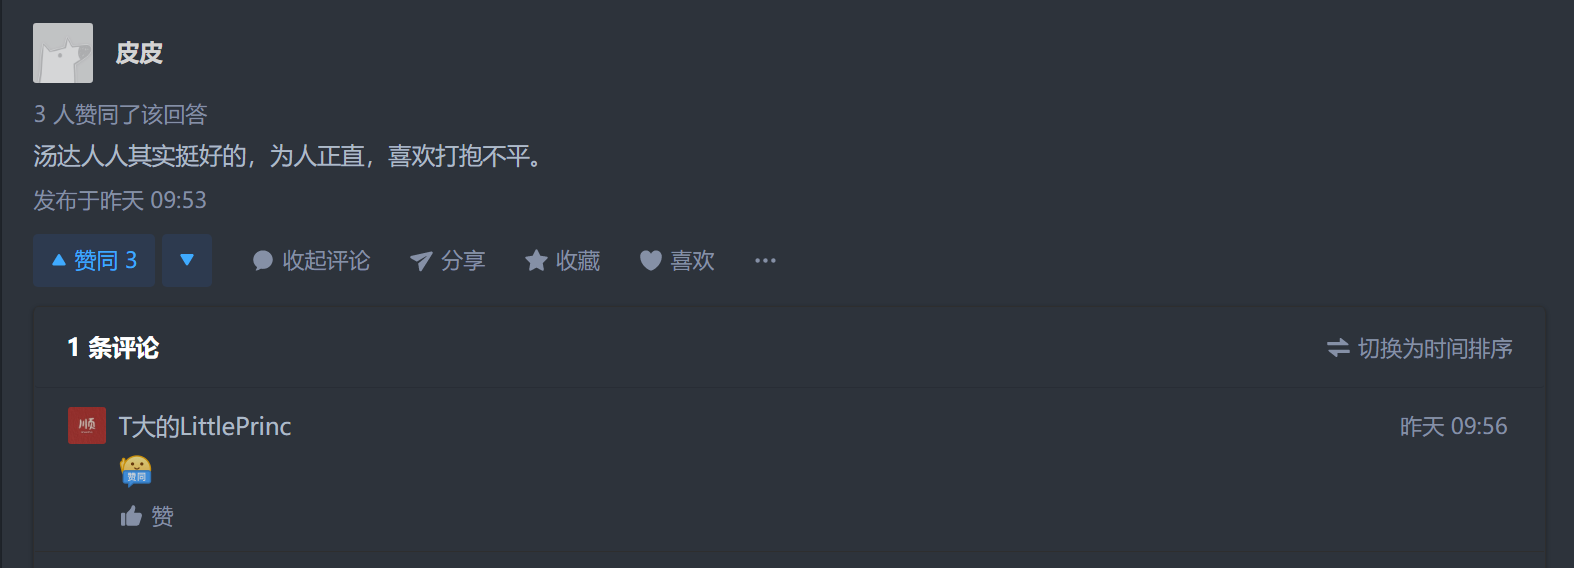 皮皮
3 人赞同了该回答
汤达人人其实挺好的，为人正直，喜欢打抱不平。
发布于昨天 09:53
赞同 3 收起评论 分享 收藏 喜欢
1 条评论 切换为时间排序
顺
T大的LittlePrinc 昨天 09:56
赞同
赞